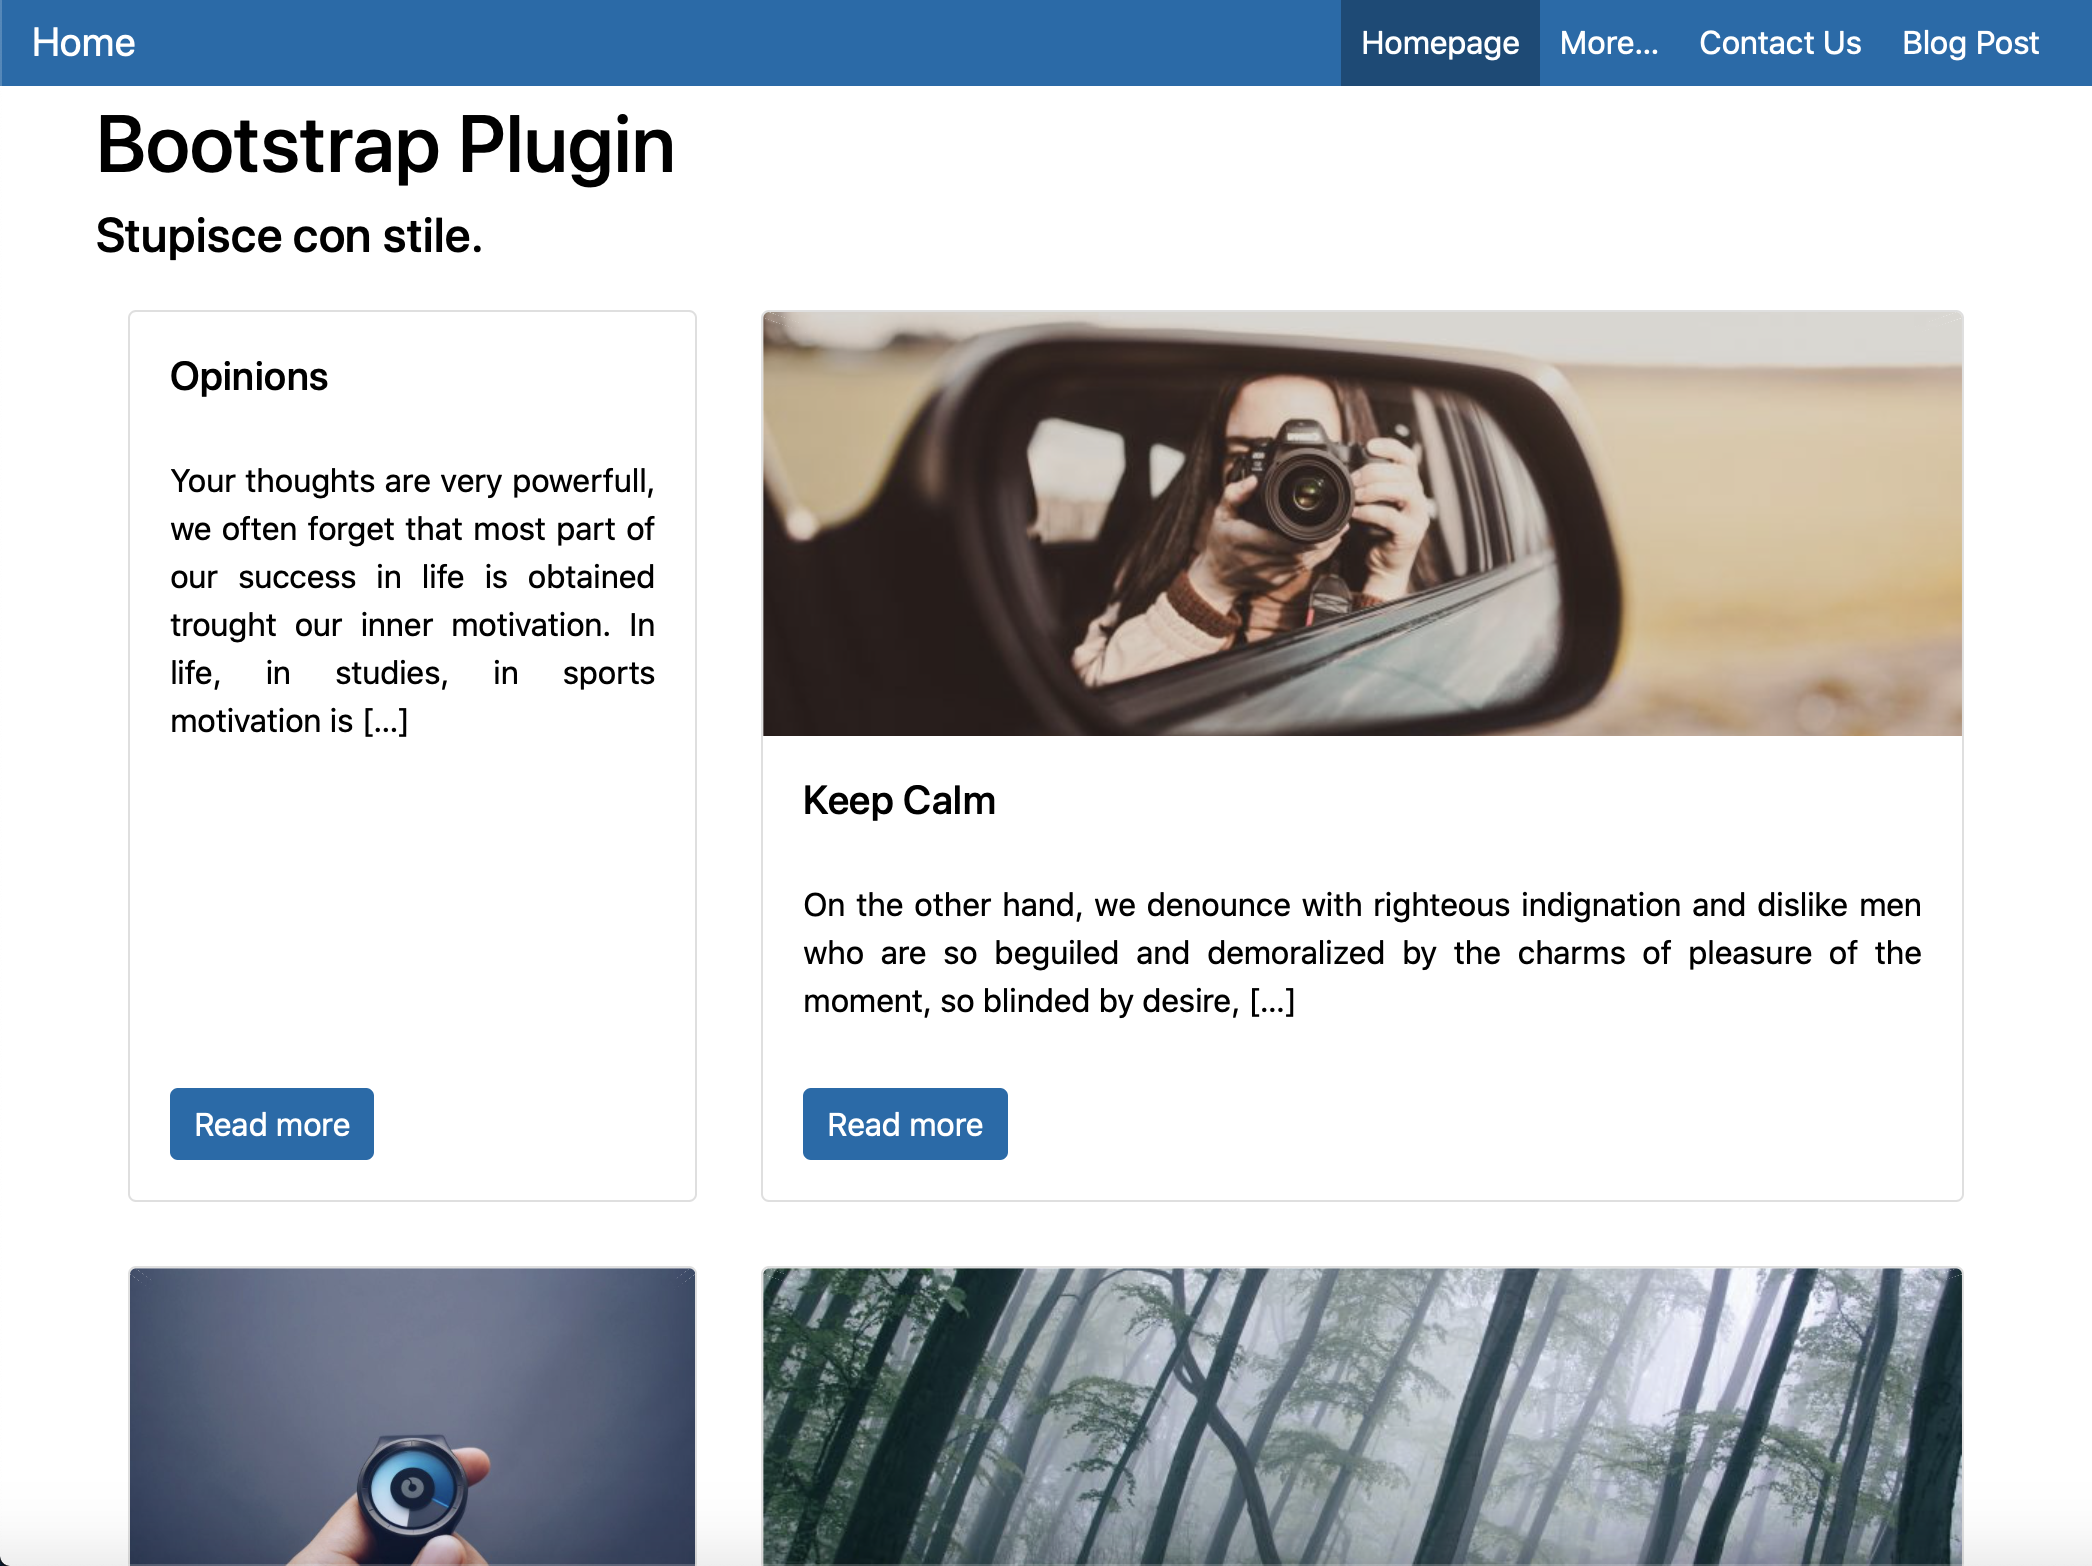 Home
Homepage
More...
Contact Us
Blog Post
Bootstrap Plugin
Stupisce con stile.
Opinions
Your thoughts are very powerfull,
we often forget that most part of
our success in life is obtained
trought our inner motivation. In
life, in studies, in sports
motivation is [...]
Read more
Keep Calm
On the other hand, we denounce with righteous indignation and dislike men
who are so beguiled and demoralized by the charms of pleasure of the
moment, so blinded by desire, [...]
Read more